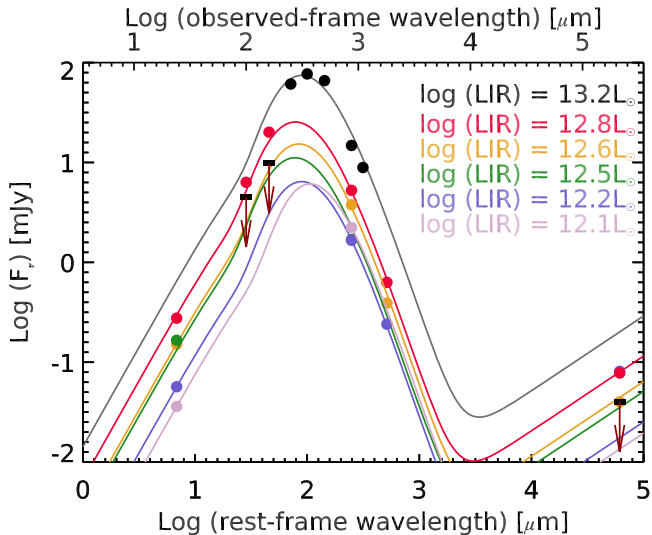 Log (observed-frame wavelength) [μm]
1 2 3 4 5
2
1
0
-1
-2
Log (Fᵥ) [mJy]
log (LIR) = 13.2L☉
log (LIR) = 12.8L☉
log (LIR) = 12.6L☉
log (LIR) = 12.5L☉
log (LIR) = 12.2L☉
log (LIR) = 12.1L☉
0 1 2 3 4 5
Log (rest-frame wavelength) [μm]